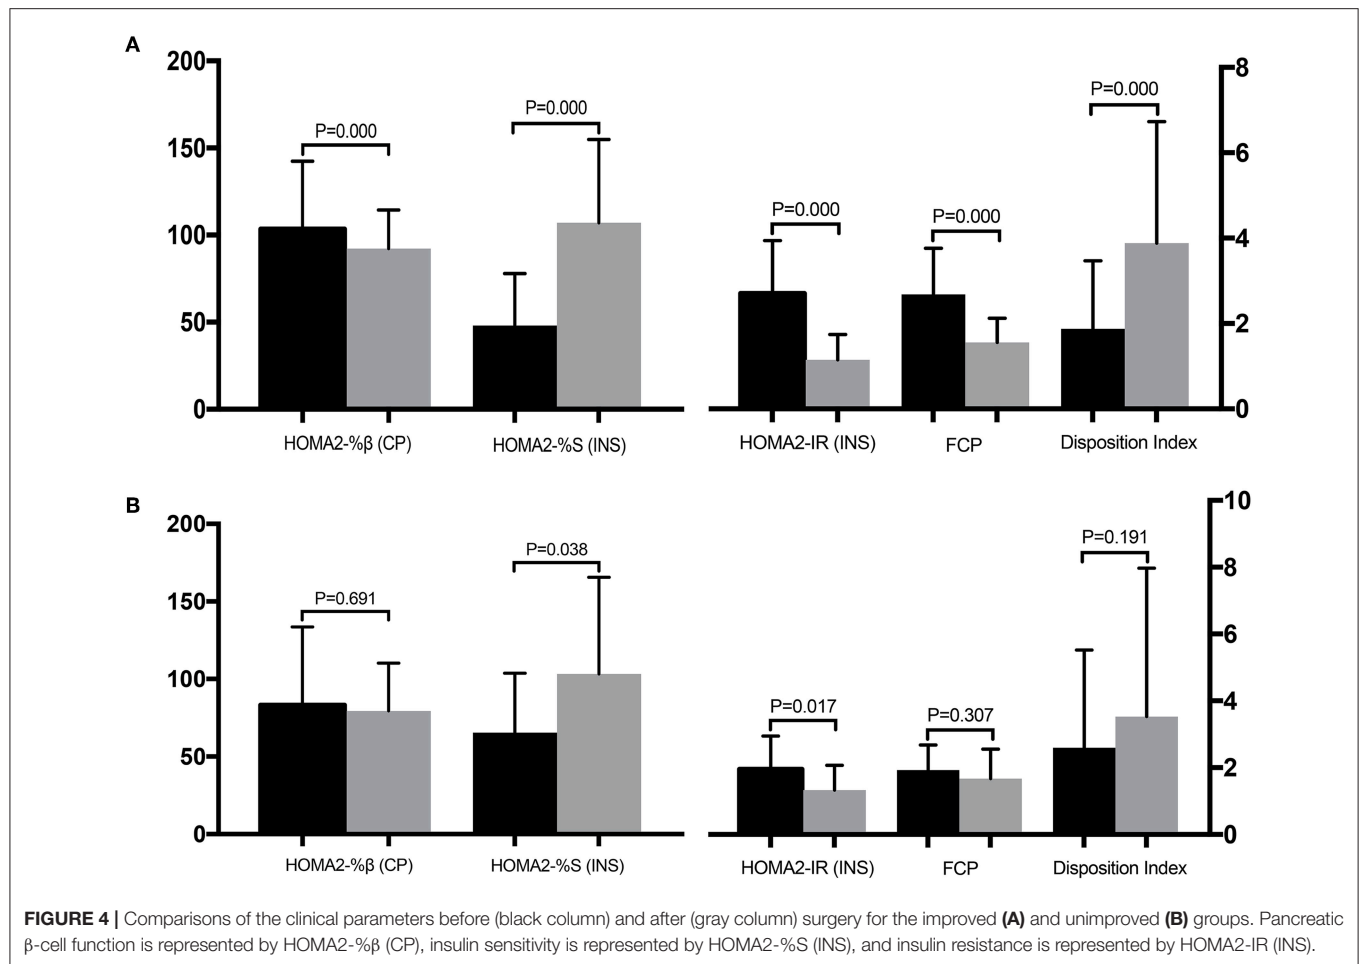 A
200
150
100
50
0
P=0.000
P=0.000
HOMA2-%β (CP)
HOMA2-%S (INS)
P=0.000
P=0.000
P=0.000
HOMA2-IR (INS)
FCP
Disposition Index
8
6
4
2
0
B
200
150
100
50
0
P=0.691
P=0.038
HOMA2-%β (CP)
HOMA2-%S (INS)
P=0.017
P=0.307
P=0.191
HOMA2-IR (INS)
FCP
Disposition Index
10
8
6
4
2
0
FIGURE 4 | Comparisons of the clinical parameters before (black column) and after (gray column) surgery for the improved (A) and unimproved (B) groups. Pancreatic
β-cell function is represented by HOMA2-%β (CP), insulin sensitivity is represented by HOMA2-%S (INS), and insulin resistance is represented by HOMA2-IR (INS).